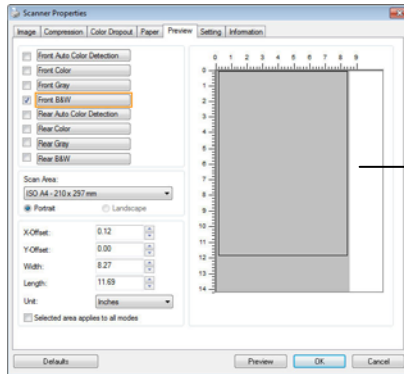 Scanner Properties
Image Compression Color Dropout Paper Preview Setting Information
Front Auto Color Detection
Front Color
Front Gray
Front B&W
Rear Auto Color Detection
Rear Color
Rear Gray
Rear B&W
Scan Area:
ISO A4 - 210 x 297 mm
Portrait Landscape
X-Offset: 0.12
Y-Offset: 0.00
Width: 8.27
Length: 11.69
Unit: Inches
Selected area applies to all modes
0 1 2 3 4 5 6 7 8 9
0
1
2
3
4
5
6
7
8
9
10
11
12
13
14
Defaults Preview OK Cancel